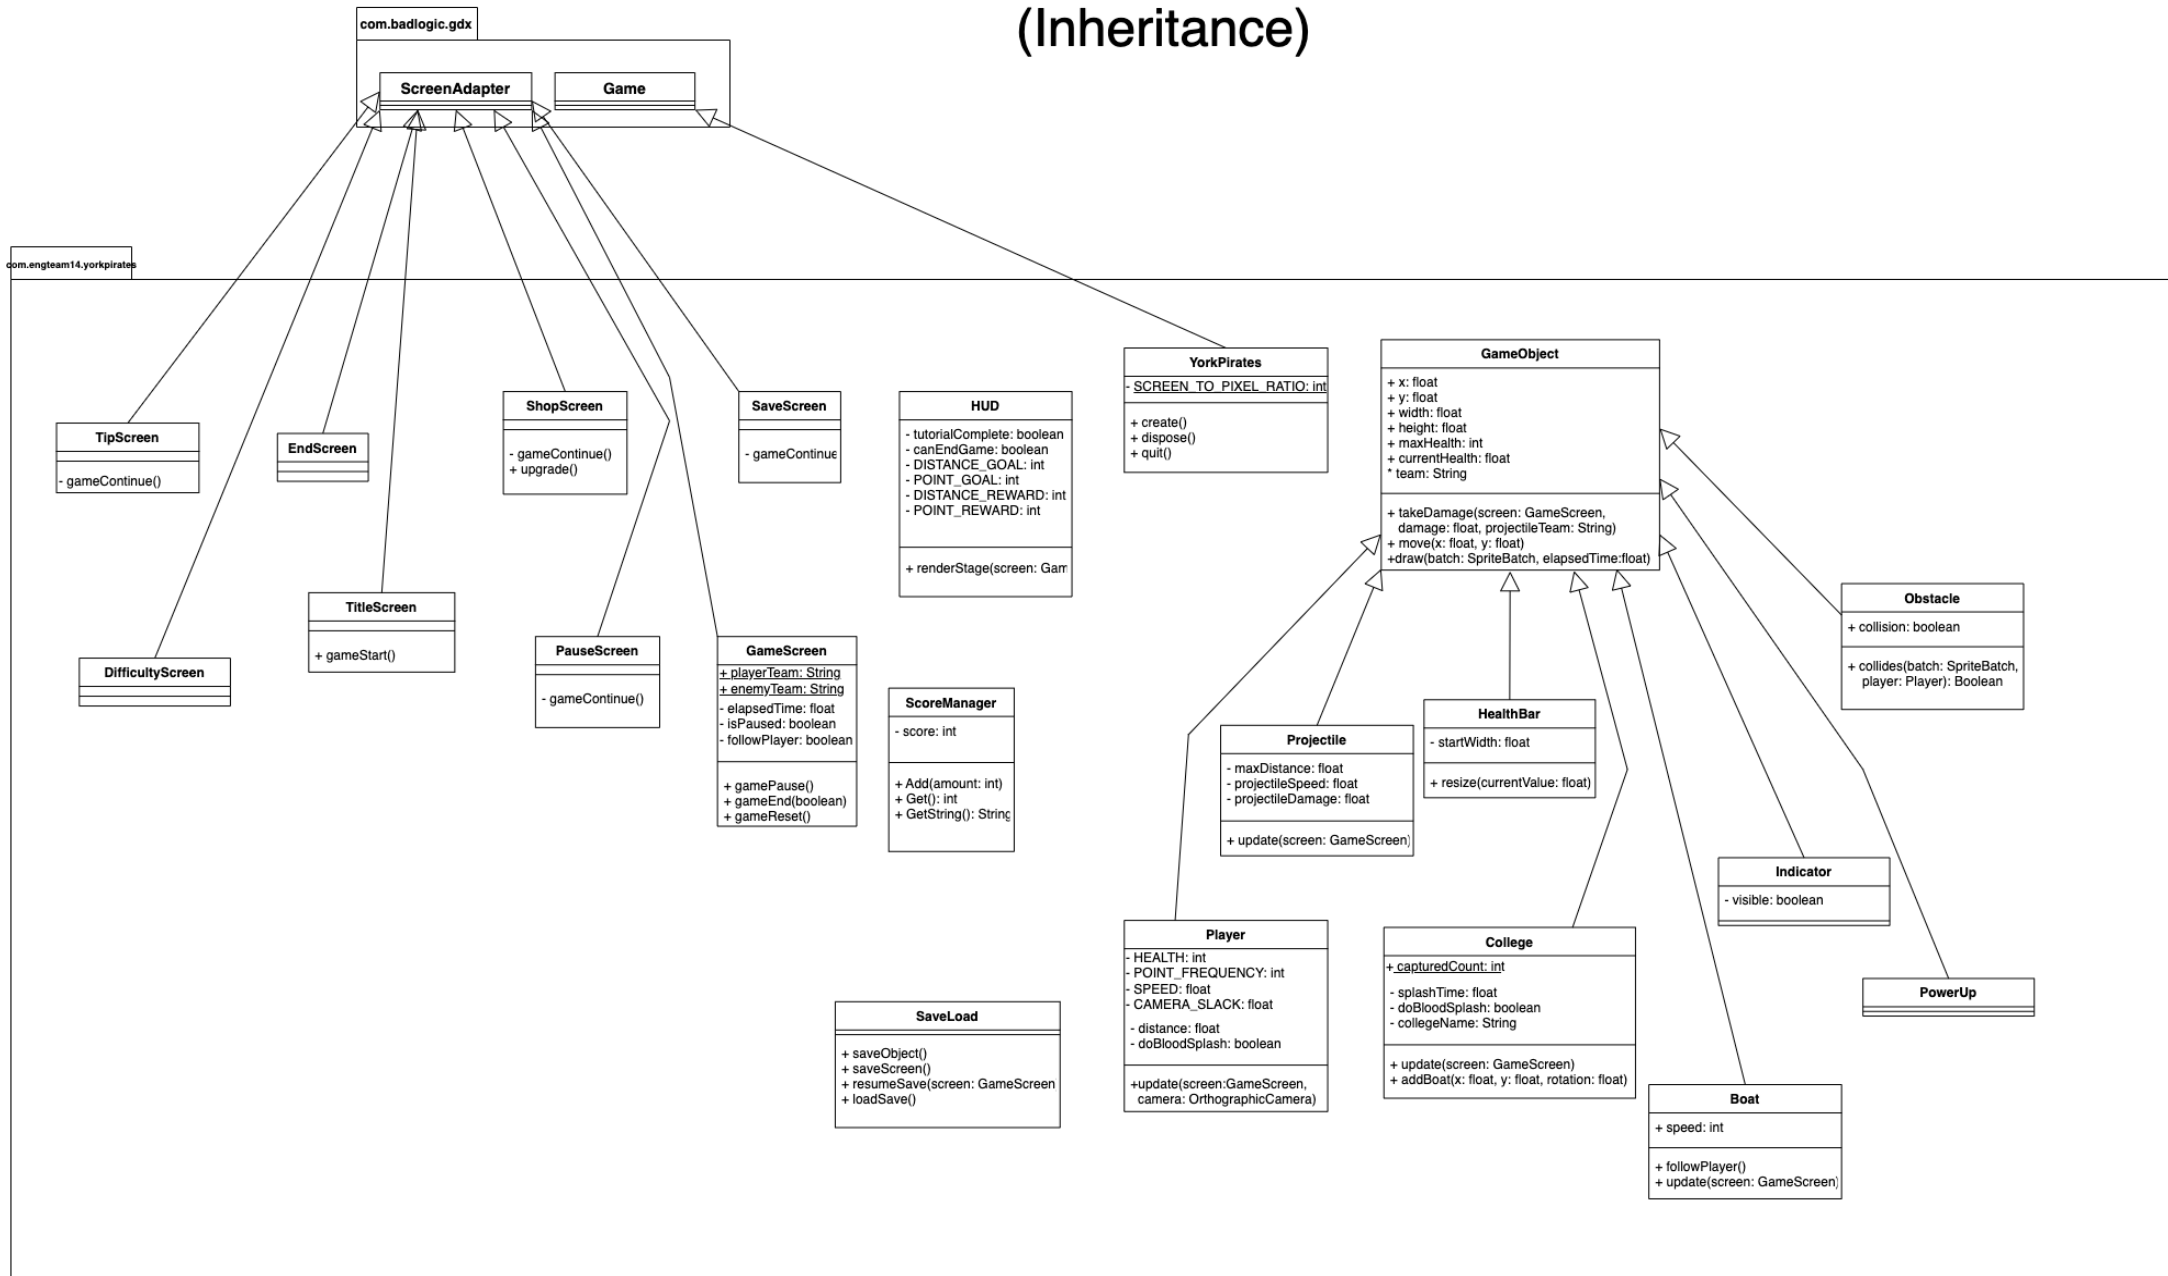 (Inheritance)
com.badlogic.gdx
ScreenAdapter
Game
com.engteam14.yorkpirates
TipScreen
- gameContinue()
EndScreen
ShopScreen
- gameContinue()
+ upgrade()
SaveScreen
- gameContinue
HUD
- tutorialComplete: boolean
- canEndGame: boolean
- DISTANCE_GOAL: int
- POINT_GOAL: int
- DISTANCE_REWARD: int
- POINT_REWARD: int
+ renderStage(screen: Gam
YorkPirates
- SCREEN_TO_PIXEL_RATIO: int
+ create()
+ dispose()
+ quit()
GameObject
+ x: float
+ y: float
+ width: float
+ height: float
+ maxHealth: int
+ currentHealth: float
* team: String
+ takeDamage(screen: GameScreen,
damage: float, projectileTeam: String)
+ move(x: float, y: float)
+draw(batch: SpriteBatch, elapsedTime:float)
DifficultyScreen
TitleScreen
+ gameStart()
PauseScreen
- gameContinue()
GameScreen
+ playerTeam: String
+ enemyTeam: String
- elapsedTime: float
- isPaused: boolean
- followPlayer: boolean
+ gamePause()
+ gameEnd(boolean)
+ gameReset()
ScoreManager
- score: int
+ Add(amount: int)
+ Get(): int
+ GetString(): String
Projectile
- maxDistance: float
- projectileSpeed: float
- projectileDamage: float
+ update(screen: GameScreen)
HealthBar
- startWidth: float
+ resize(currentValue: float)
Obstacle
+ collision: boolean
+ collides(batch: SpriteBatch,
player: Player): Boolean
Indicator
- visible: boolean
SaveLoad
+ saveObject()
+ saveScreen()
+ resumeSave(screen: GameScreen
+ loadSave()
Player
- HEALTH: int
- POINT_FREQUENCY: int
- SPEED: float
- CAMERA_SLACK: float
- distance: float
- doBloodSplash: boolean
+update(screen:GameScreen,
camera: OrthographicCamera)
College
+ capturedCount: int
- splashTime: float
- doBloodSplash: boolean
- collegeName: String
+ update(screen: GameScreen)
+ addBoat(x: float, y: float, rotation: float)
PowerUp
Boat
+ speed: int
+ followPlayer()
+ update(screen: GameScreen)